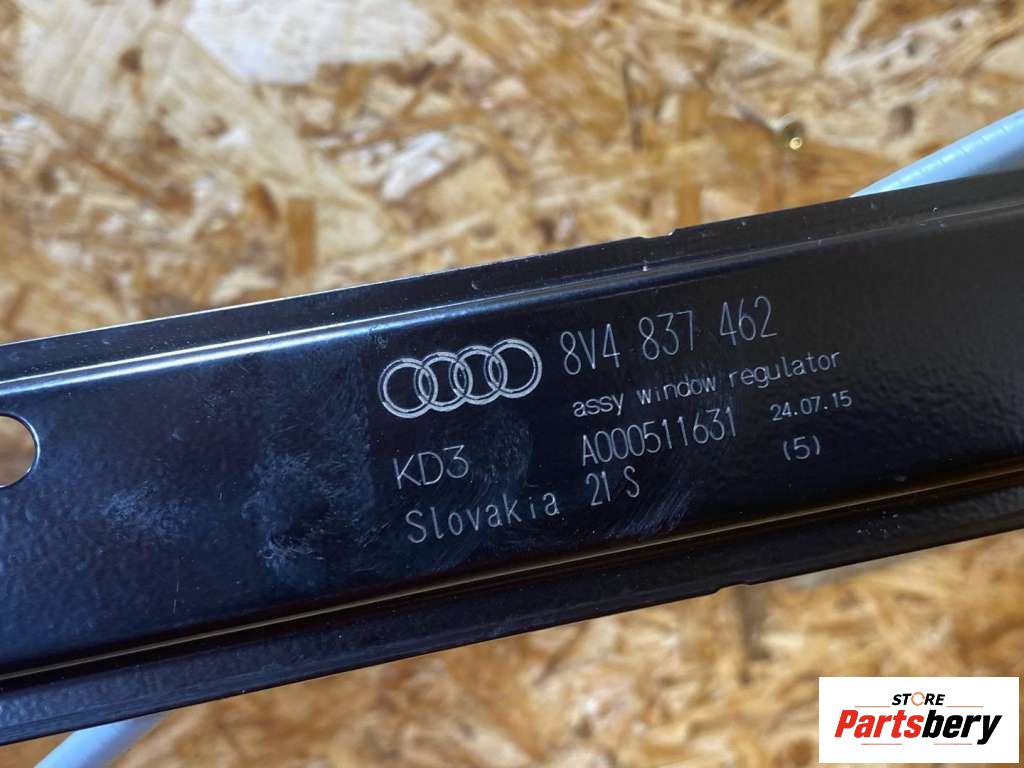 8V4 837 462
assy window regulator
KD3 A000511631 24.07.15
Slovakia 21 S (5)
STORE
Partsbery